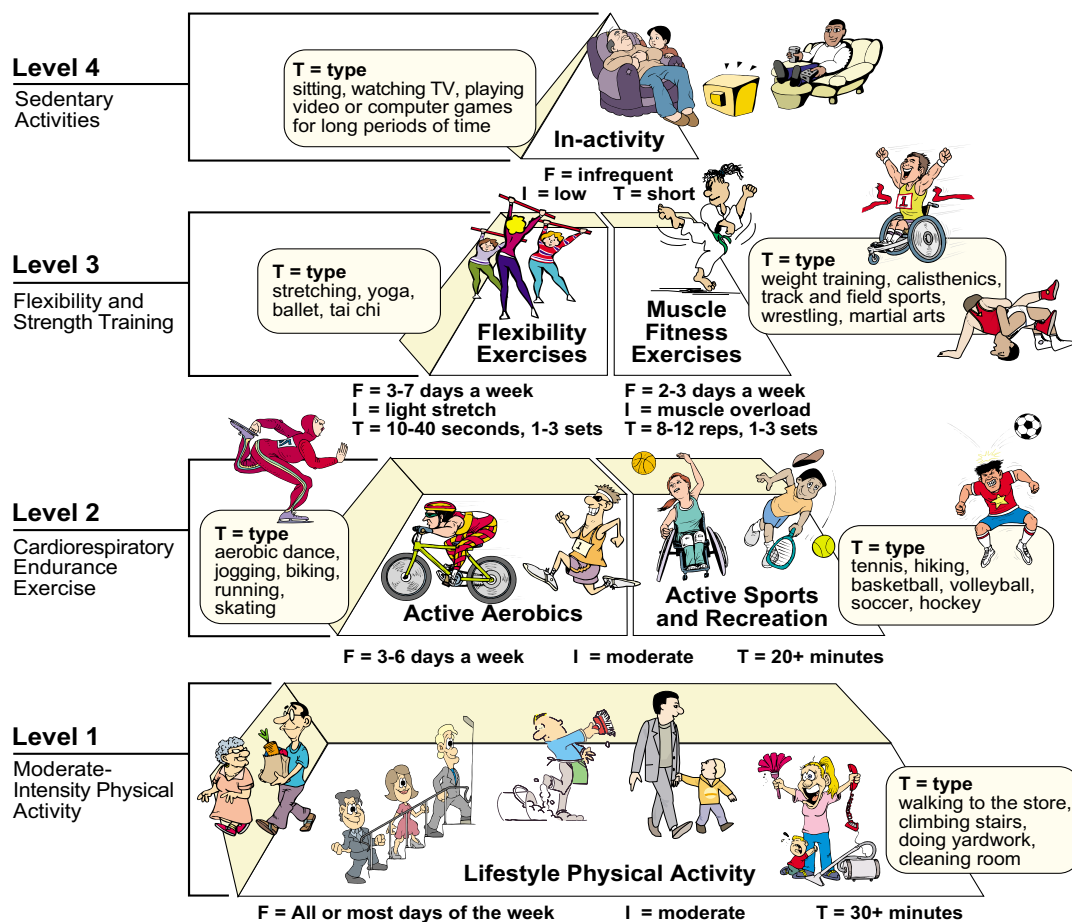 Level 4
Sedentary
Activities
T = type
sitting, watching TV, playing
video or computer games
for long periods of time
In-activity
F = infrequent
I = low T = short
Level 3
Flexibility and
Strength Training
T = type
stretching, yoga,
ballet, tai chi
Flexibility
Exercises
Muscle
Fitness
Exercises
1
T = type
weight training, calisthenics,
track and field sports,
wrestling, martial arts
F = 3-7 days a week
I = light stretch
T = 10-40 seconds, 1-3 sets
F = 2-3 days a week
I = muscle overload
T = 8-12 reps, 1-3 sets
Level 2
Cardiorespiratory
Endurance
Exercise
T = type
aerobic dance,
jogging, biking,
running,
skating
1
Active Aerobics
Active Sports
and Recreation
T = type
tennis, hiking,
basketball, volleyball,
soccer, hockey
F = 3-6 days a week I = moderate T = 20+ minutes
Level 1
Moderate-
Intensity Physical
Activity
T = type
walking to the store,
climbing stairs,
doing yardwork,
cleaning room
Lifestyle Physical Activity
F = All or most days of the week I = moderate T = 30+ minutes